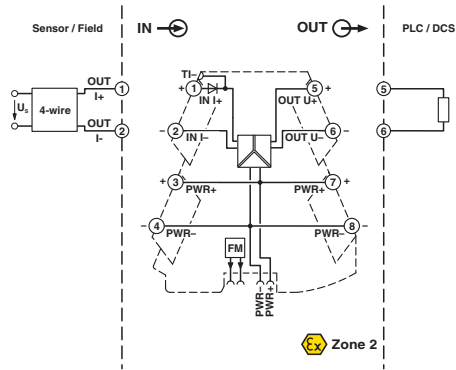 Sensor / Field
IN
OUT
PLC / DCS
TI–
OUT
I+
1
+
1
IN I+
5
+
OUT U+
5
Us
4-wire
OUT
I-
2
–
2
IN I–
OUT U–
6
–
6
+
3
PWR+
PWR+
7
+
–
4
PWR–
PWR–
8
–
FM
PWR–
PWR+
Ex
Zone 2